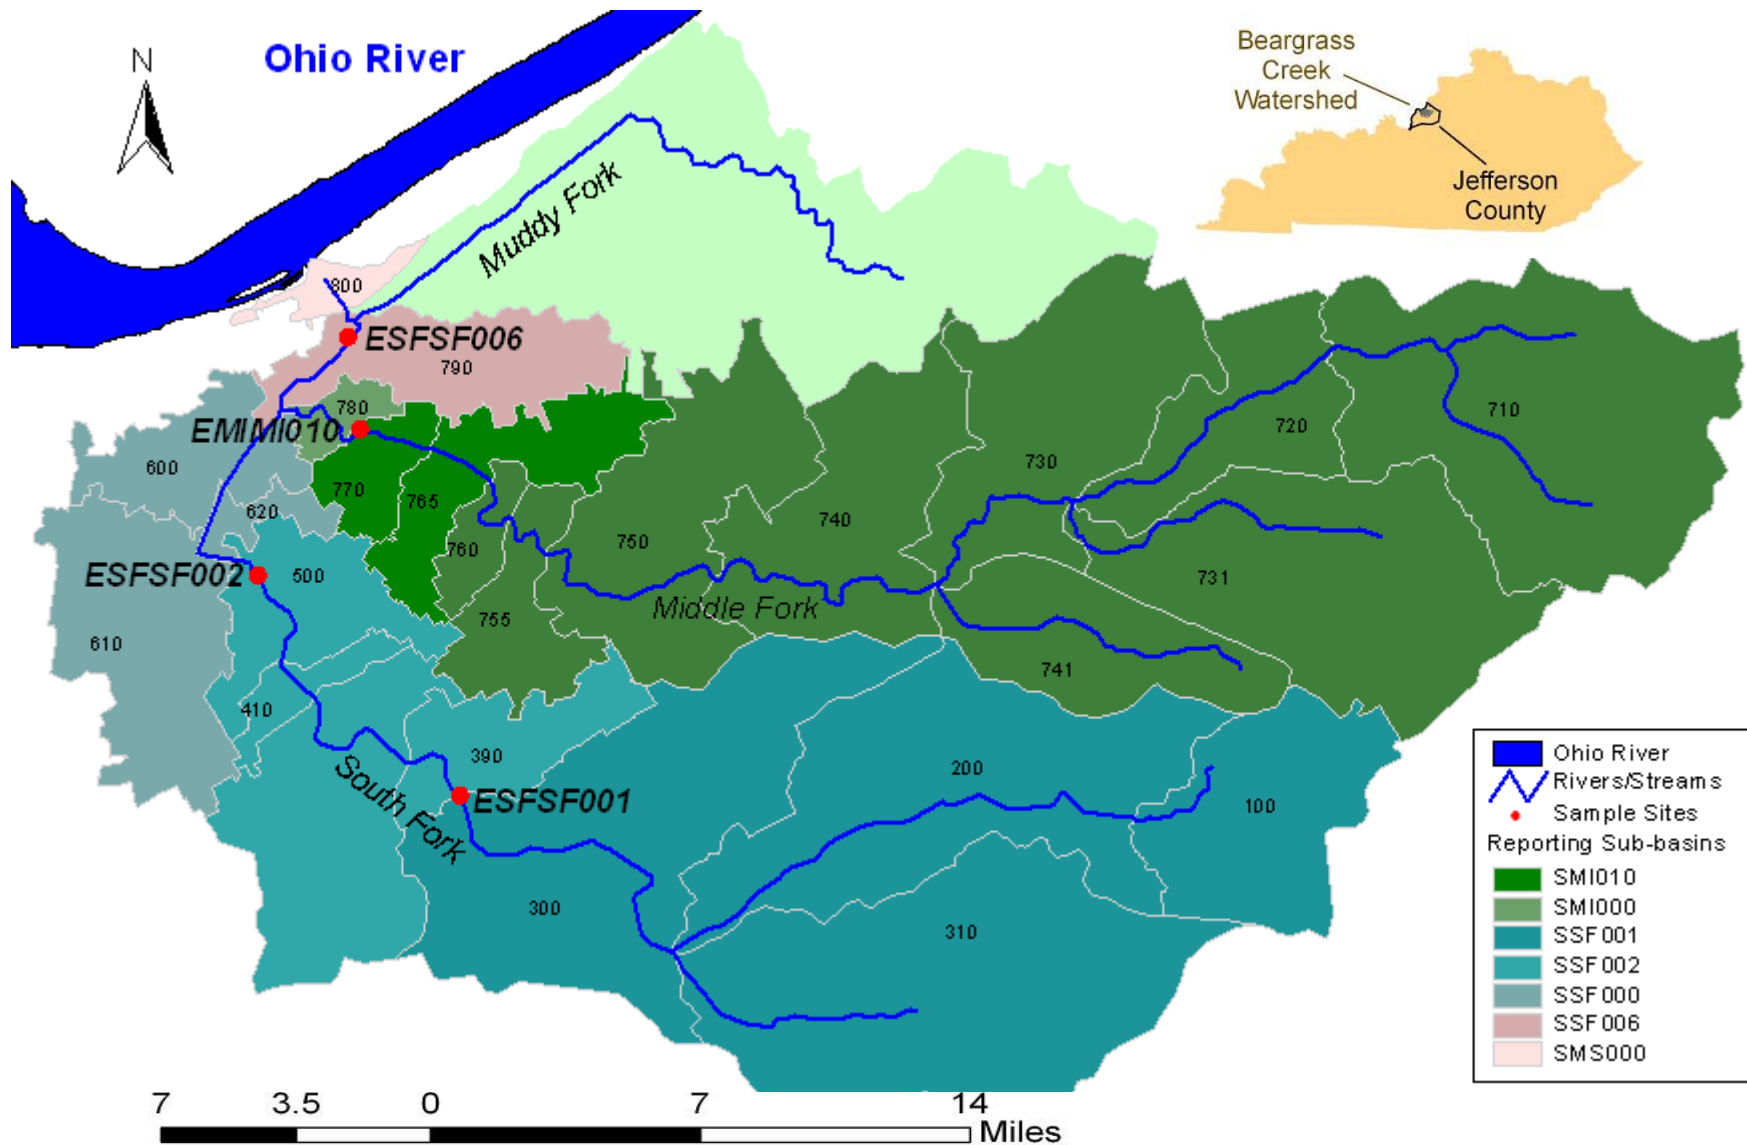 N
Ohio River
Beargrass
Creek
Watershed
Jefferson
County
Muddy Fork
800
ESFSF006
790
780
EMIMI010
600
770
765
620
ESFSF002
500
760
750
740
730
720
710
731
Middle Fork
755
610
741
410
390
South Fork
ESFSF001
200
100
300
310
Ohio River
Rivers/Streams
Sample Sites
Reporting Sub-basins
SMI010
SMI000
SSF001
SSF002
SSF000
SSF006
SMS000
7 3.5 0 7 14
Miles